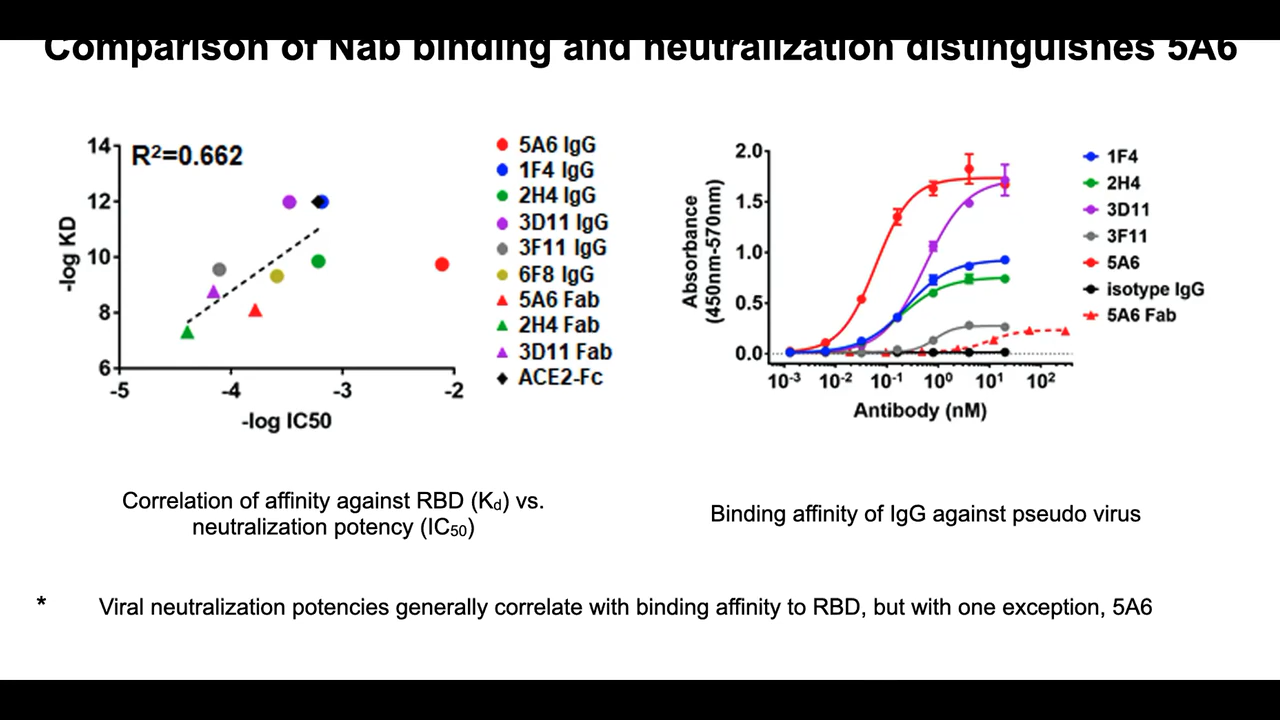 Comparison of Nab binding and neutralization distinguishes 5A6
14
12
10
8
6
-log KD
R²=0.662
-5
-4
-3
-2
-log IC50
5A6 IgG
1F4 IgG
2H4 IgG
3D11 IgG
3F11 IgG
6F8 IgG
5A6 Fab
2H4 Fab
3D11 Fab
ACE2-Fc
Absorbance
(450nm-570nm)
2.0
1.5
1.0
0.5
0.0
10⁻³
10⁻²
10⁻¹
10⁰
10¹
10²
Antibody (nM)
1F4
2H4
3D11
3F11
5A6
isotype IgG
5A6 Fab
Correlation of affinity against RBD (Kd) vs.
neutralization potency (IC50)
Binding affinity of IgG against pseudo virus
* Viral neutralization potencies generally correlate with binding affinity to RBD, but with one exception, 5A6